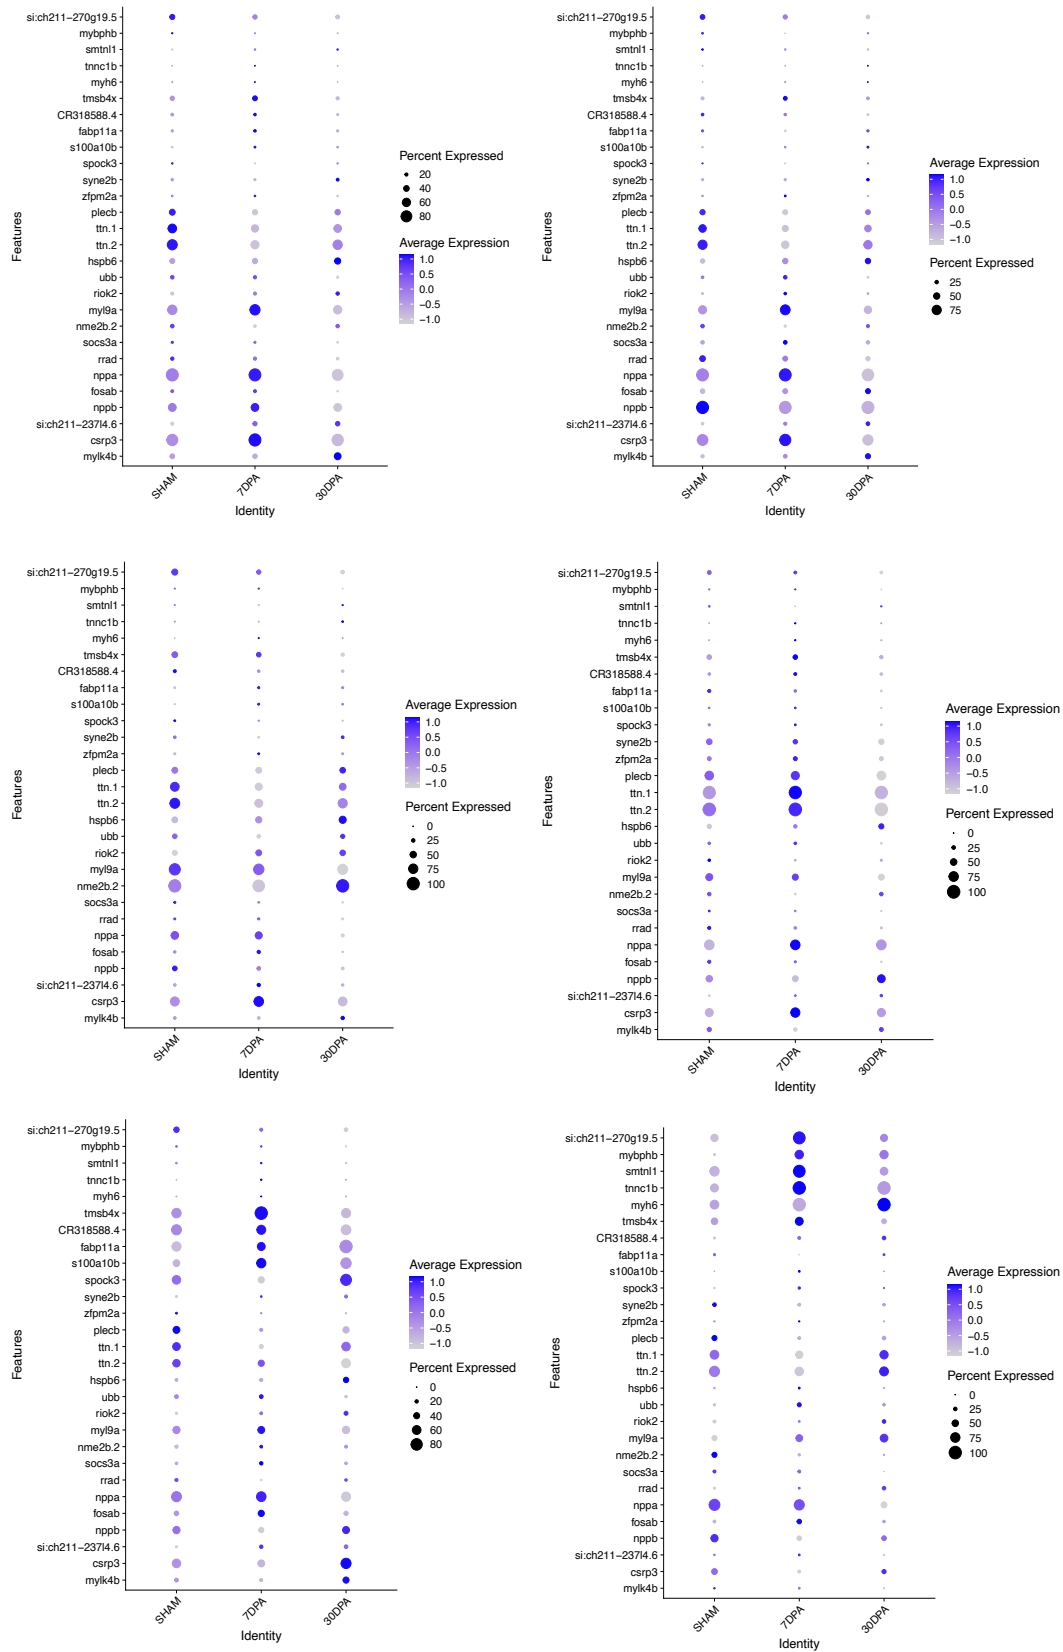 si:ch211−270g19.5
mybphb
smtnl1
tnnc1b
myh6
tmsb4x
CR318588.4
fabp11a
s100a10b
spock3
syne2b
zfpm2a
plecb
ttn.1
ttn.2
hspb6
ubb
riok2
myl9a
nme2b.2
socs3a
rrad
nppa
fosab
nppb
si:ch211−237l4.6
csrp3
mylk4b
Features
SHAM
7DPA
30DPA
Identity
Percent Expressed
20
40
60
80
Average Expression
1.0
0.5
0.0
−0.5
−1.0
si:ch211−270g19.5
mybphb
smtnl1
tnnc1b
myh6
tmsb4x
CR318588.4
fabp11a
s100a10b
spock3
syne2b
zfpm2a
plecb
ttn.1
ttn.2
hspb6
ubb
riok2
myl9a
nme2b.2
socs3a
rrad
nppa
fosab
nppb
si:ch211−237l4.6
csrp3
mylk4b
Features
SHAM
7DPA
30DPA
Identity
Average Expression
1.0
0.5
0.0
−0.5
−1.0
Percent Expressed
25
50
75
si:ch211−270g19.5
mybphb
smtnl1
tnnc1b
myh6
tmsb4x
CR318588.4
fabp11a
s100a10b
spock3
syne2b
zfpm2a
plecb
ttn.1
ttn.2
hspb6
ubb
riok2
myl9a
nme2b.2
socs3a
rrad
nppa
fosab
nppb
si:ch211−237l4.6
csrp3
mylk4b
Features
SHAM
7DPA
30DPA
Identity
Average Expression
1.0
0.5
0.0
−0.5
−1.0
Percent Expressed
0
25
50
75
100
si:ch211−270g19.5
mybphb
smtnl1
tnnc1b
myh6
tmsb4x
CR318588.4
fabp11a
s100a10b
spock3
syne2b
zfpm2a
plecb
ttn.1
ttn.2
hspb6
ubb
riok2
myl9a
nme2b.2
socs3a
rrad
nppa
fosab
nppb
si:ch211−237l4.6
csrp3
mylk4b
Features
SHAM
7DPA
30DPA
Identity
Average Expression
1.0
0.5
0.0
−0.5
−1.0
Percent Expressed
0
25
50
75
100
si:ch211−270g19.5
mybphb
smtnl1
tnnc1b
myh6
tmsb4x
CR318588.4
fabp11a
s100a10b
spock3
syne2b
zfpm2a
plecb
ttn.1
ttn.2
hspb6
ubb
riok2
myl9a
nme2b.2
socs3a
rrad
nppa
fosab
nppb
si:ch211−237l4.6
csrp3
mylk4b
Features
SHAM
7DPA
30DPA
Identity
Average Expression
1.0
0.5
0.0
−0.5
−1.0
Percent Expressed
0
20
40
60
80
si:ch211−270g19.5
mybphb
smtnl1
tnnc1b
myh6
tmsb4x
CR318588.4
fabp11a
s100a10b
spock3
syne2b
zfpm2a
plecb
ttn.1
ttn.2
hspb6
ubb
riok2
myl9a
nme2b.2
socs3a
rrad
nppa
fosab
nppb
si:ch211−237l4.6
csrp3
mylk4b
Features
SHAM
7DPA
30DPA
Identity
Average Expression
1.0
0.5
0.0
−0.5
−1.0
Percent Expressed
0
25
50
75
100